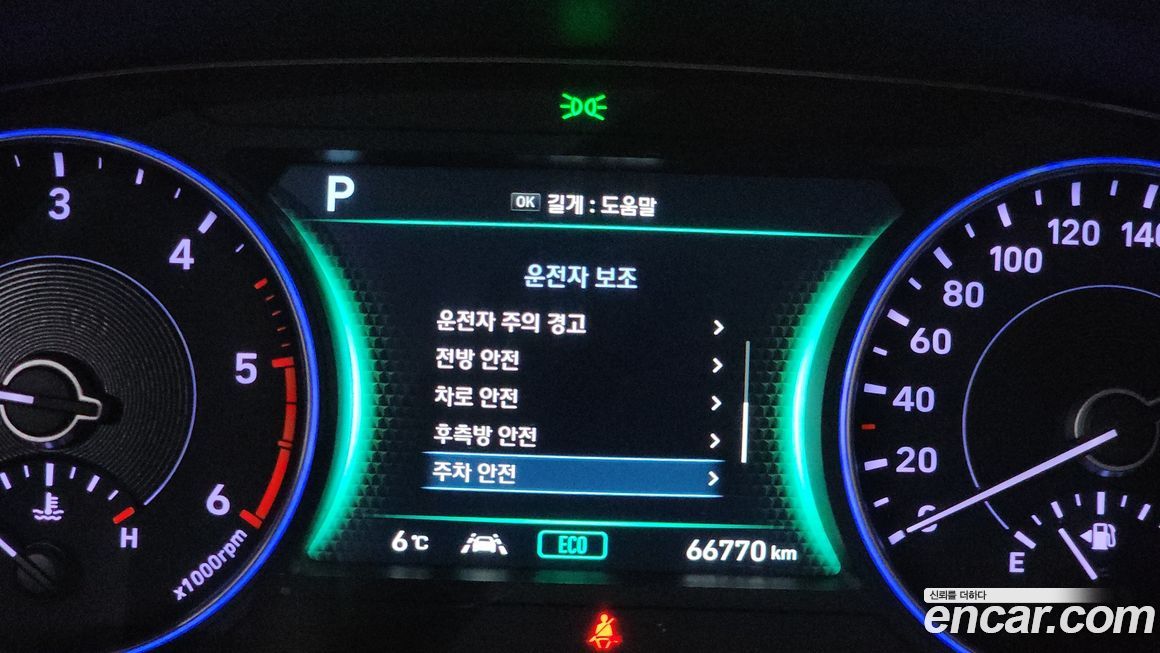 P
OK 길게 : 도움말
운전자 보조
운전자 주의 경고
전방 안전
차로 안전
후측방 안전
주차 안전
6℃
ECO
66770 km
3
4
5
6
x1000rpm
H
0
20
40
60
80
100
120
140
E
신뢰를 더하다
encar.com